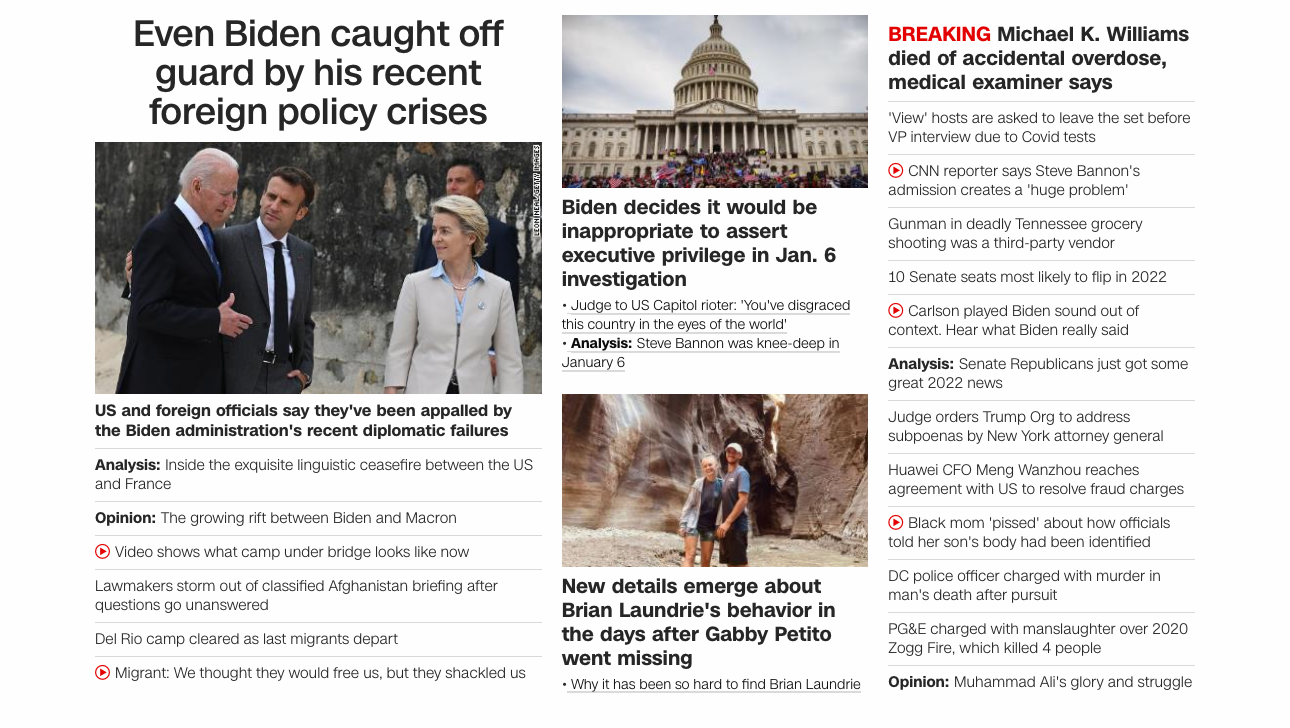 Even Biden caught off
guard by his recent
foreign policy crises
LEON NEAL/GETTY IMAGES
US and foreign officials say they've been appalled by
the Biden administration's recent diplomatic failures
Analysis: Inside the exquisite linguistic ceasefire between the US
and France
Opinion: The growing rift between Biden and Macron
Video shows what camp under bridge looks like now
Lawmakers storm out of classified Afghanistan briefing after
questions go unanswered
Del Rio camp cleared as last migrants depart
Migrant: We thought they would free us, but they shackled us
Biden decides it would be
inappropriate to assert
executive privilege in Jan. 6
investigation
• Judge to US Capitol rioter: 'You've disgraced
this country in the eyes of the world'
• Analysis: Steve Bannon was knee-deep in
January 6
New details emerge about
Brian Laundrie's behavior in
the days after Gabby Petito
went missing
• Why it has been so hard to find Brian Laundrie
BREAKING Michael K. Williams
died of accidental overdose,
medical examiner says
'View' hosts are asked to leave the set before
VP interview due to Covid tests
CNN reporter says Steve Bannon's
admission creates a 'huge problem'
Gunman in deadly Tennessee grocery
shooting was a third-party vendor
10 Senate seats most likely to flip in 2022
Carlson played Biden sound out of
context. Hear what Biden really said
Analysis: Senate Republicans just got some
great 2022 news
Judge orders Trump Org to address
subpoenas by New York attorney general
Huawei CFO Meng Wanzhou reaches
agreement with US to resolve fraud charges
Black mom 'pissed' about how officials
told her son's body had been identified
DC police officer charged with murder in
man's death after pursuit
PG&E charged with manslaughter over 2020
Zogg Fire, which killed 4 people
Opinion: Muhammad Ali's glory and struggle